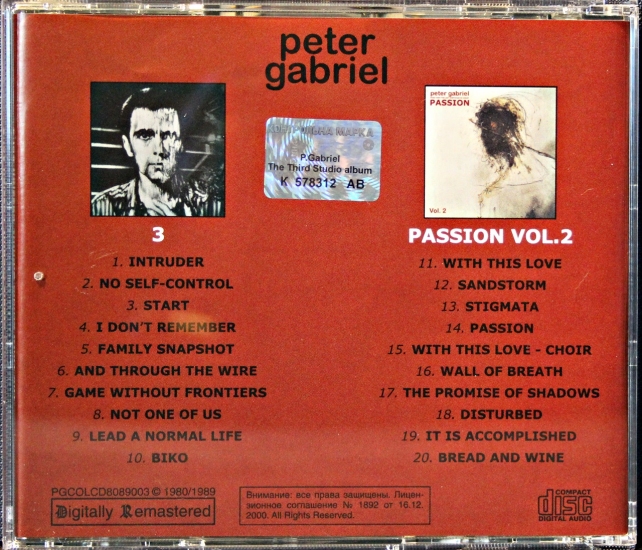 peter
gabriel
peter gabriel
PASSION
Vol. 2
МАРКА
P.Gabriel
The Third Studio album
K 578312 AB
3
1. INTRUDER
2. NO SELF-CONTROL
3. START
4. I DON'T REMEMBER
5. FAMILY SNAPSHOT
6. AND THROUGH THE WIRE
7. GAME WITHOUT FRONTIERS
8. NOT ONE OF US
9. LEAD A NORMAL LIFE
10. BIKO
PASSION VOL.2
11. WITH THIS LOVE
12. SANDSTORM
13. STIGMATA
14. PASSION
15. WITH THIS LOVE - CHOIR
16. WALL OF BREATH
17. THE PROMISE OF SHADOWS
18. DISTURBED
19. IT IS ACCOMPLISHED
20. BREAD AND WINE
PGCOLCD8089003 © 1980/1989
Digitally Remastered
Внимание: все права защищены. Лицен-
зионное соглашение № 1892 от 16.12.
2000. All Rights Reserved.
COMPACT
disc
DIGITAL AUDIO